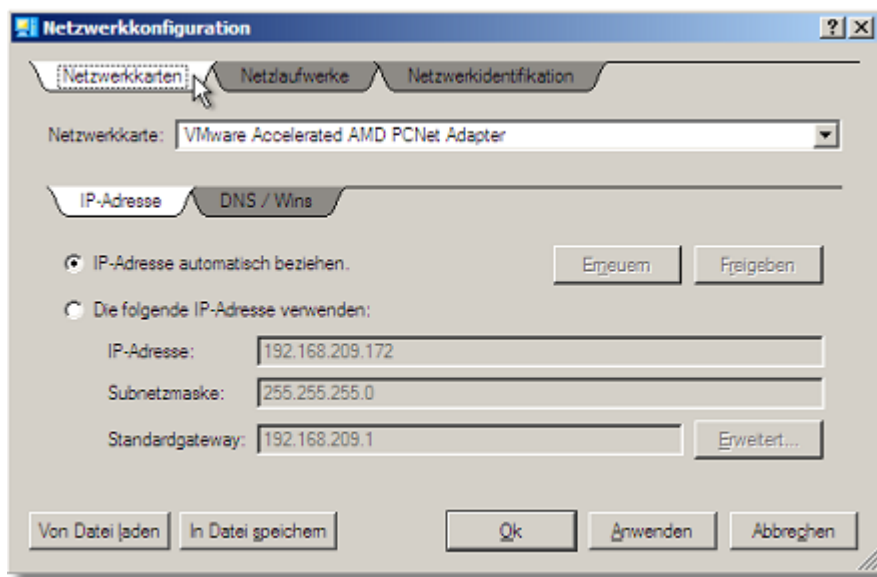 Netzwerkkonfiguration
Netzwerkkarten Netzlaufwerke Netzwerkidentifikation
Netzwerkkarte: VMware Accelerated AMD PCNet Adapter
IP-Adresse DNS / Wins
IP-Adresse automatisch beziehen. Erneuern Freigeben
Die folgende IP-Adresse verwenden:
IP-Adresse: 192.168.209.172
Subnetzmaske: 255.255.255.0
Standardgateway: 192.168.209.1 Erweitert...
Von Datei laden In Datei speichern Ok Anwenden Abbrechen